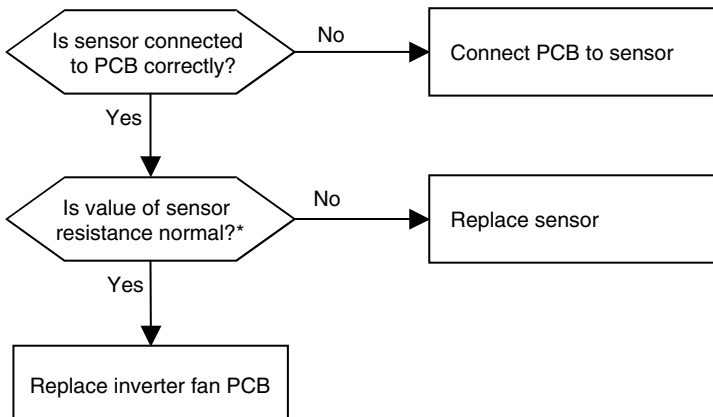 Is sensor connected
to PCB correctly?
No
Connect PCB to sensor
Yes
Is value of sensor
resistance normal?*
No
Replace sensor
Yes
Replace inverter fan PCB